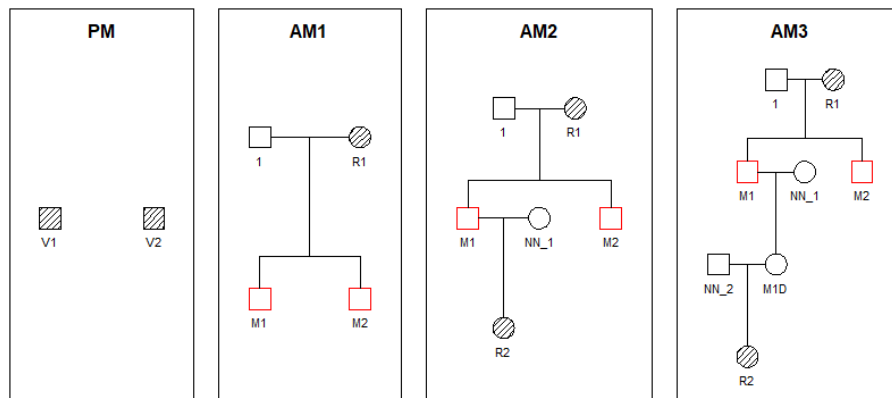 PM
V1 V2
AM1
1 R1
M1 M2
AM2
1 R1
M1 NN_1 M2
R2
AM3
1 R1
M1 NN_1 M2
NN_2 M1D
R2